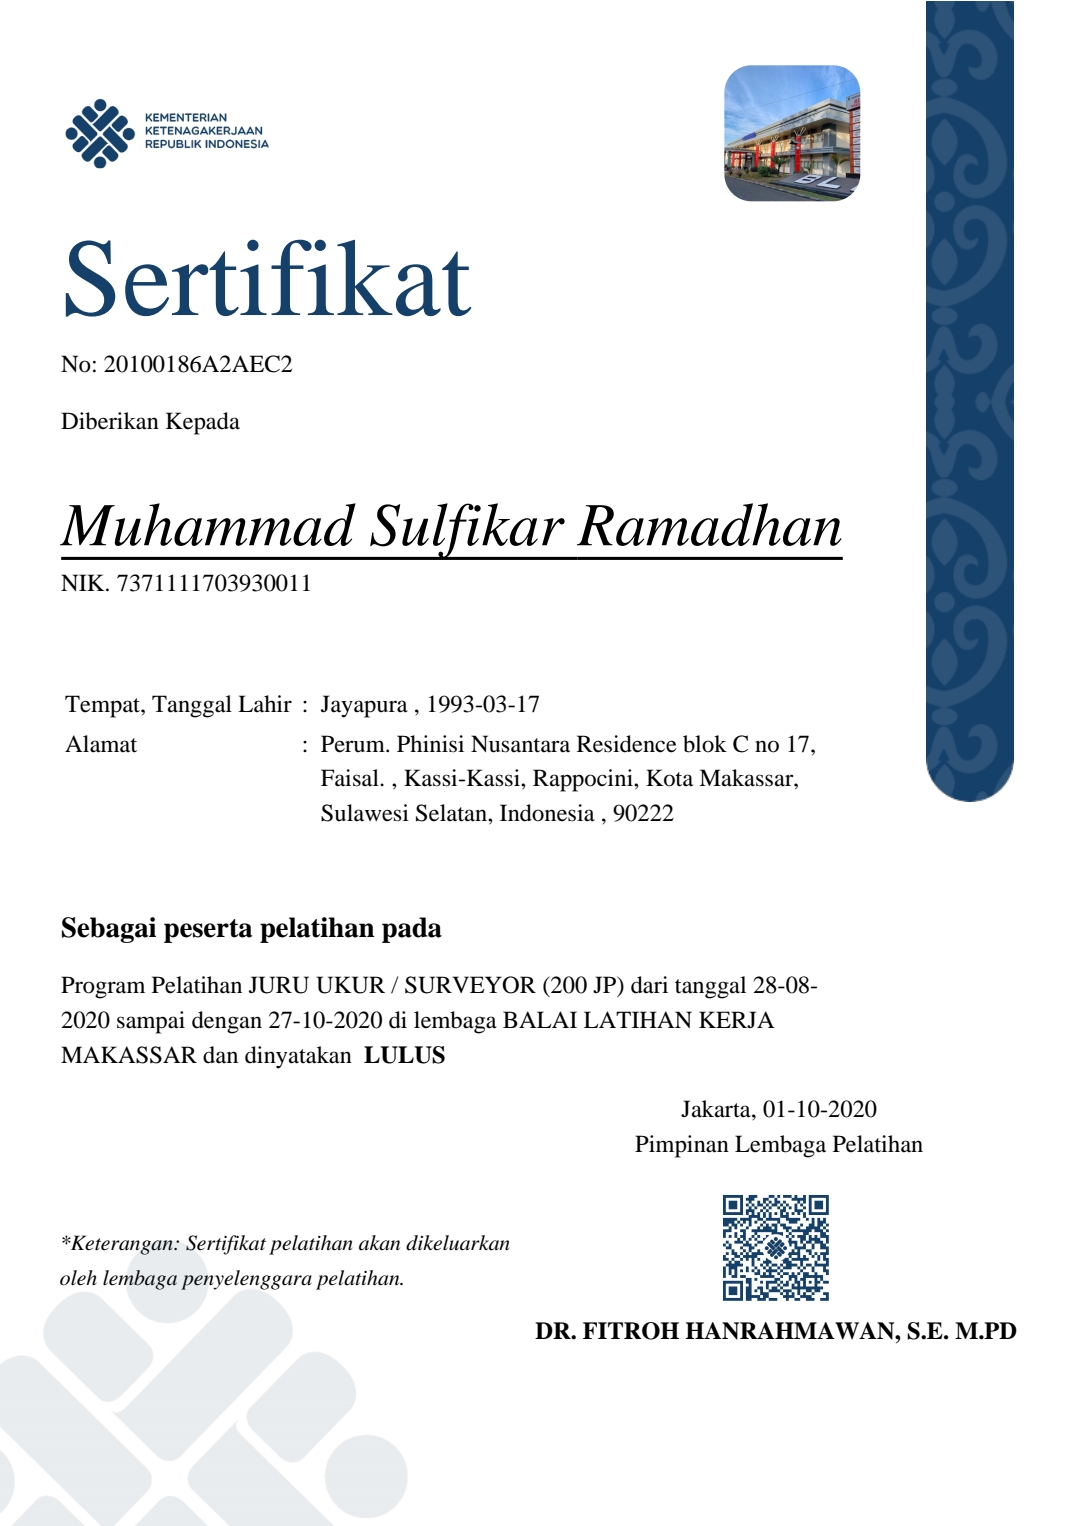 KEMENTERIAN
KETENAGAKERJAAN
REPUBLIK INDONESIA
BL
Sertifikat
No: 20100186A2AEC2
Diberikan Kepada
Muhammad Sulfikar Ramadhan
NIK. 7371111703930011
Tempat, Tanggal Lahir : Jayapura , 1993-03-17
Alamat : Perum. Phinisi Nusantara Residence blok C no 17,
Faisal. , Kassi-Kassi, Rappocini, Kota Makassar,
Sulawesi Selatan, Indonesia , 90222
Sebagai peserta pelatihan pada
Program Pelatihan JURU UKUR / SURVEYOR (200 JP) dari tanggal 28-08-
2020 sampai dengan 27-10-2020 di lembaga BALAI LATIHAN KERJA
MAKASSAR dan dinyatakan LULUS
Jakarta, 01-10-2020
Pimpinan Lembaga Pelatihan
*Keterangan: Sertifikat pelatihan akan dikeluarkan
oleh lembaga penyelenggara pelatihan.
DR. FITROH HANRAHMAWAN, S.E. M.PD